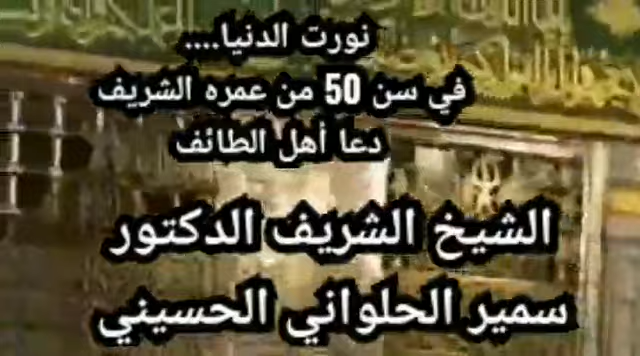 نورت الدنيا....
في سن 50 من عمره الشريف
دعا أهل الطائف
الشيخ الشريف الدكتور
سمير الحلواني الحسيني